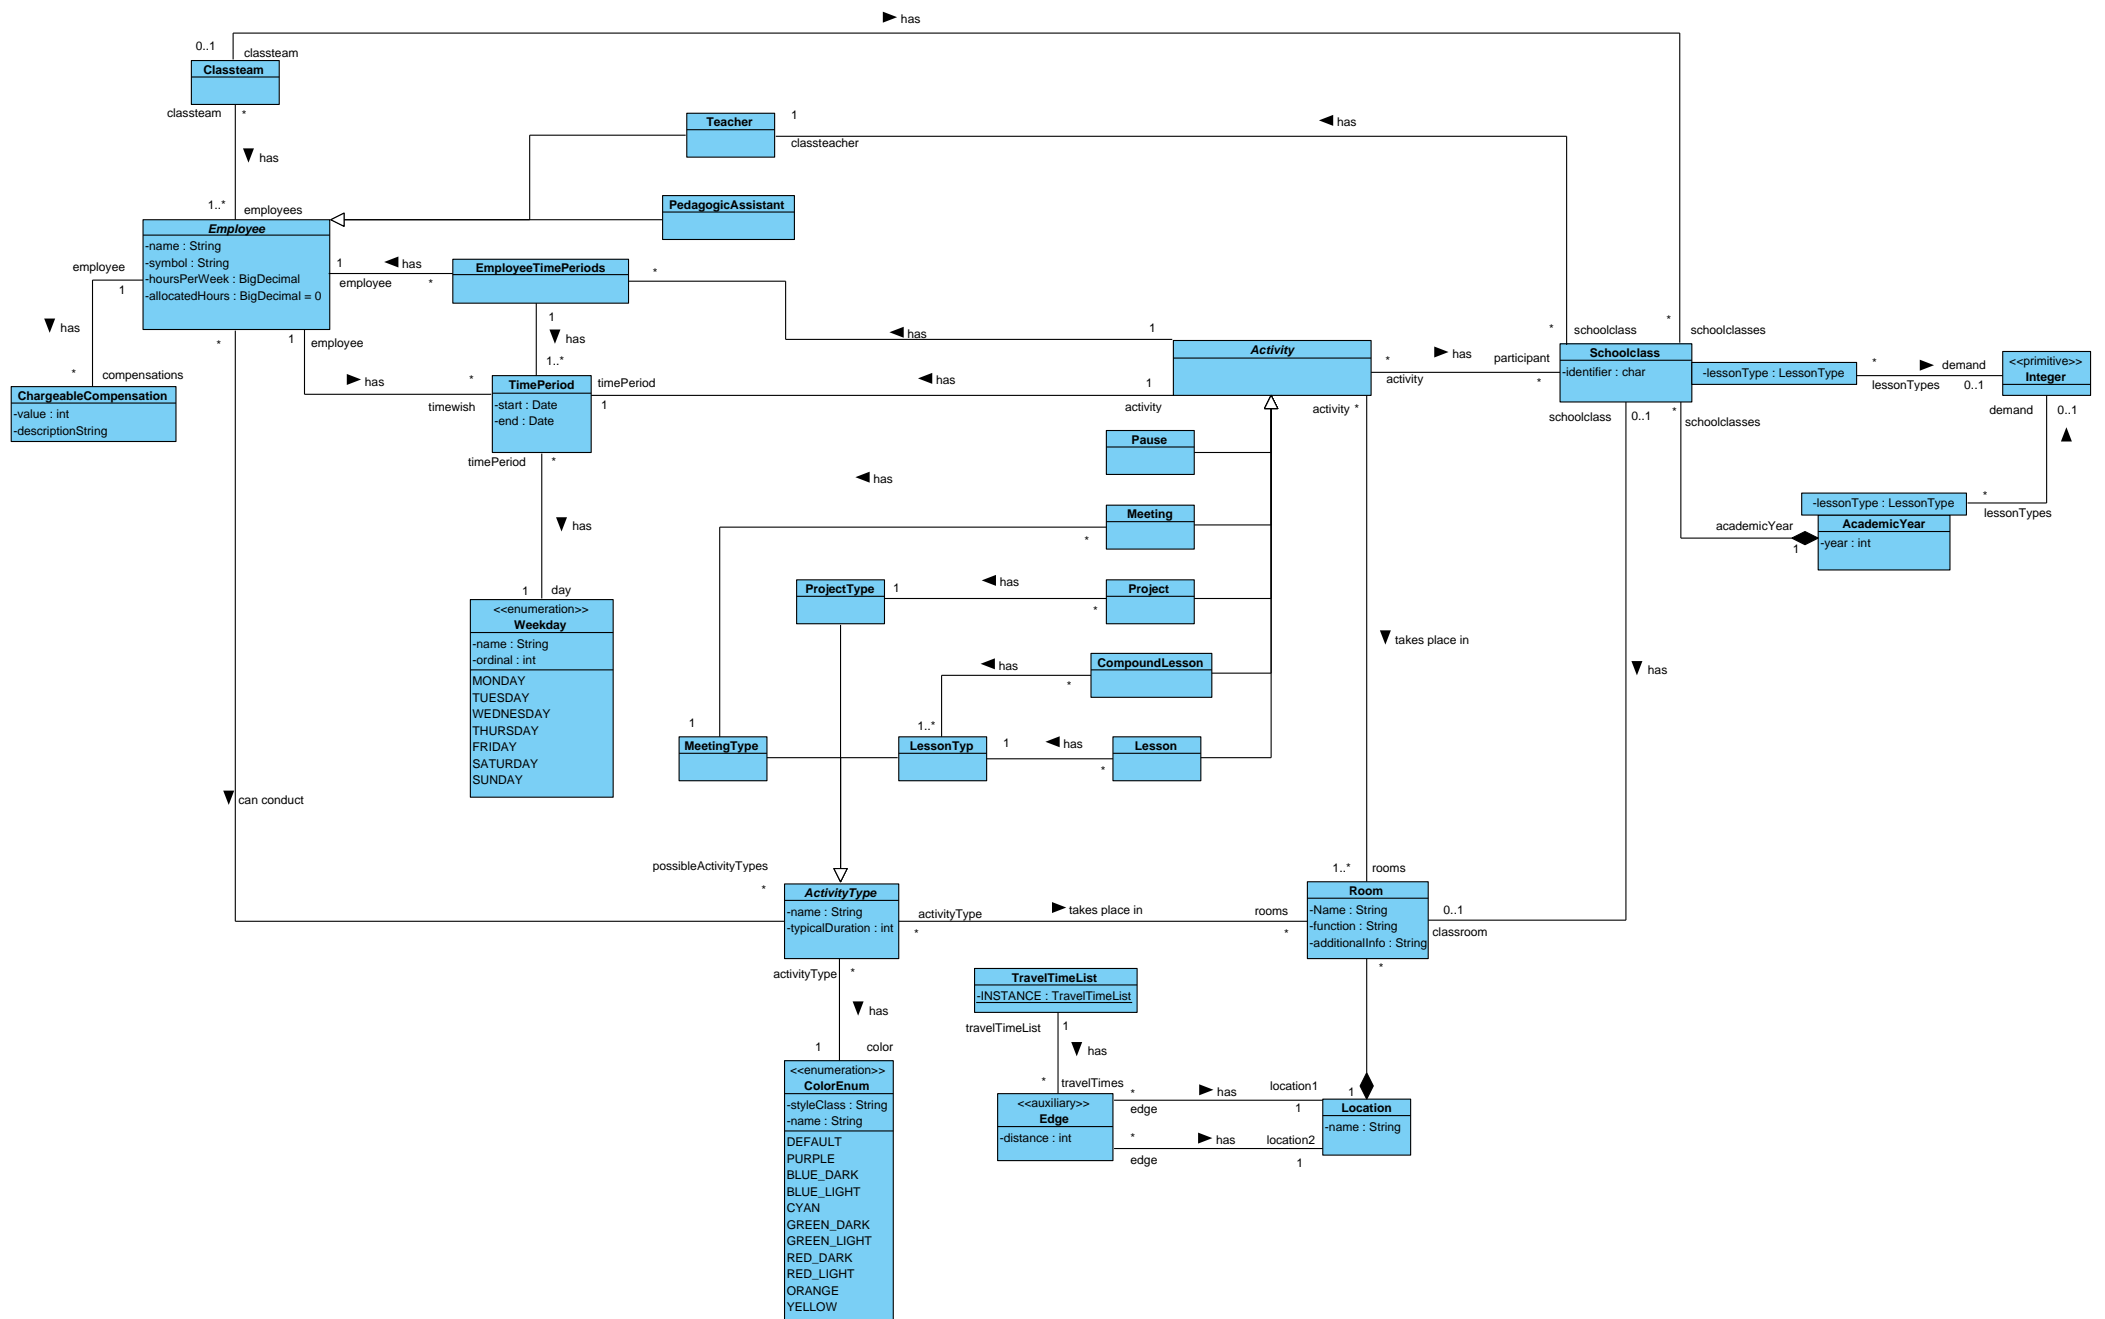 has
0..1
classteam
Classteam
classteam
*
has
1..*
employees
Teacher
1
classteacher
has
PedagogicAssistant
Employee
-name : String
-symbol : String
-hoursPerWeek : BigDecimal
-allocatedHours : BigDecimal = 0
employee
1
has
*
compensations
ChargeableCompensation
-value : int
-descriptionString
1
has
employee
*
EmployeeTimePeriods
*
1
has
1..*
*
1
employee
has
*
timewish
TimePeriod
-start : Date
-end : Date
timePeriod
1
has
1
has
1
activity
Activity
*
activity
has
participant
*
*
schoolclass
*
schoolclasses
Schoolclass
-identifier : char
-lessonType : LessonType
*
lessonTypes
demand
0..1
<<primitive>>
Integer
demand
0..1
schoolclass
0..1
*
schoolclasses
activity
*
timePeriod
*
has
has
Pause
Meeting
*
-lessonType : LessonType
*
lessonTypes
AcademicYear
-year : int
academicYear
1
1
day
<<enumeration>>
Weekday
-name : String
-ordinal : int
MONDAY
TUESDAY
WEDNESDAY
THURSDAY
FRIDAY
SATURDAY
SUNDAY
ProjectType
1
has
*
Project
takes place in
has
has
*
CompoundLesson
1
MeetingType
1..*
LessonTyp
1
has
*
Lesson
can conduct
possibleActivityTypes
*
ActivityType
-name : String
-typicalDuration : int
activityType
*
takes place in
rooms
*
1..*
rooms
Room
-Name : String
-function : String
-additionalInfo : String
0..1
classroom
*
activityType
*
has
1
color
<<enumeration>>
ColorEnum
-styleClass : String
-name : String
DEFAULT
PURPLE
BLUE_DARK
BLUE_LIGHT
CYAN
GREEN_DARK
GREEN_LIGHT
RED_DARK
RED_LIGHT
ORANGE
YELLOW
TravelTimeList
-INSTANCE : TravelTimeList
travelTimeList
1
has
*
travelTimes
<<auxiliary>>
Edge
-distance : int
*
edge
has
location1
1
*
edge
has
location2
1
1
Location
-name : String